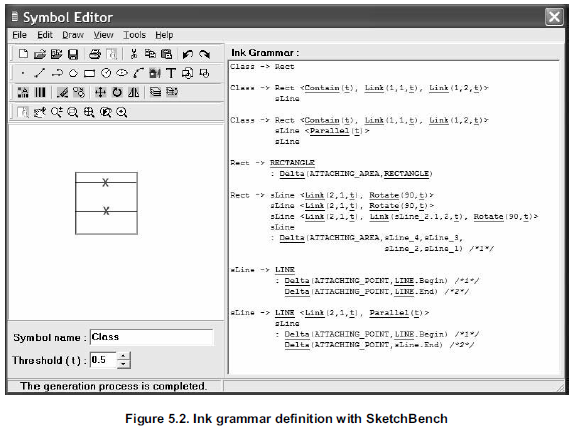 Symbol Editor
File Edit Draw View Tools Help
Ink Grammar :
Class -> Rect
Class -> Rect <Contain(t), Link(1,1,t), Link(1,2,t)>
sLine
Class -> Rect <Contain(t), Link(1,1,t), Link(1,2,t)>
sLine <Parallel(t)>
sLine
Rect -> RECTANGLE
: Delta(ATTACHING_AREA,RECTANGLE)
Rect -> sLine <Link(2,1,t), Rotate(90,t)>
sLine <Link(2,1,t), Rotate(90,t)>
sLine <Link(2,1,t), Link(sLine_2.1,2,t), Rotate(90,t)>
sLine
: Delta(ATTACHING_AREA,sLine_4,sLine_3,
sLine_2,sLine_1) /*1*/
sLine -> LINE
: Delta(ATTACHING_POINT,LINE.Begin) /*1*/
Delta(ATTACHING_POINT,LINE.End) /*2*/
sLine -> LINE <Link(2,1,t), Parallel(t)>
sLine
: Delta(ATTACHING_POINT,LINE.Begin) /*1*/
Delta(ATTACHING_POINT,sLine.End) /*2*/
Symbol name : Class
Threshold ( t ) : 0.5
The generation process is completed.
Figure 5.2. Ink grammar definition with SketchBench